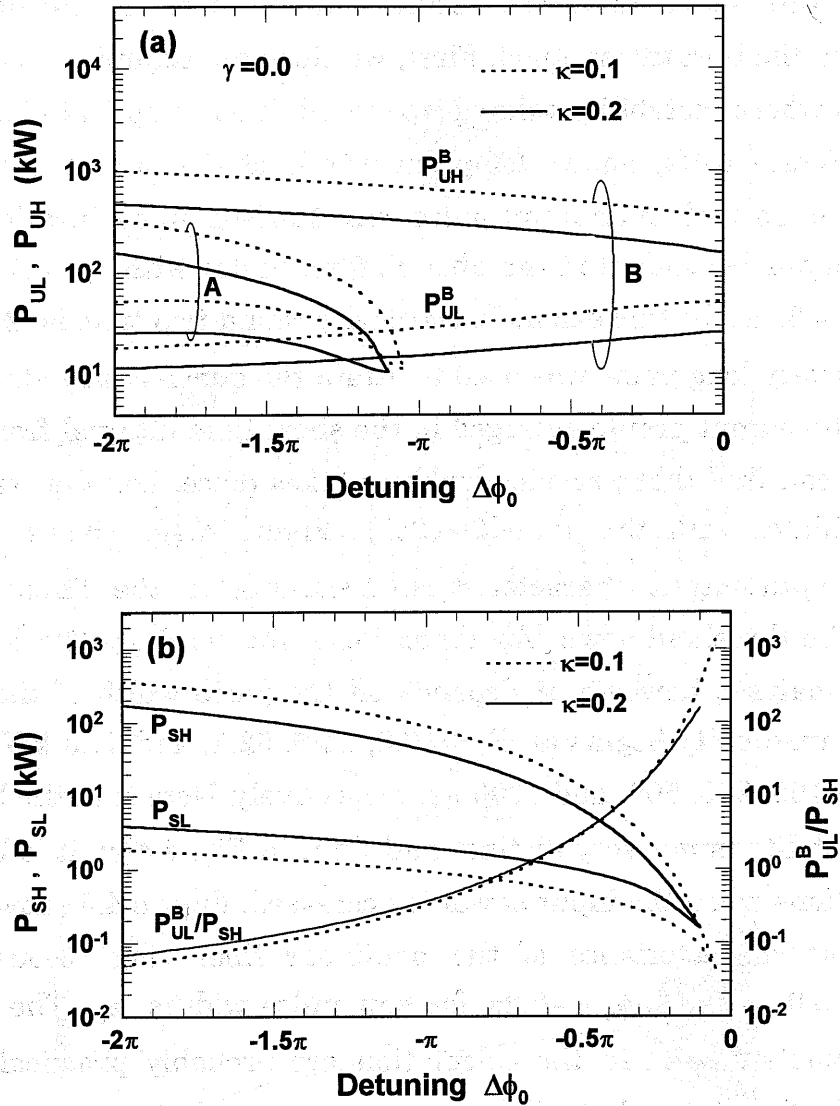 (a)
γ=0.0
κ=0.1
κ=0.2
P_UL , P_UH (kW)
10⁴
10³
10²
10¹
P^B_UH
A
B
P^B_UL
-2π -1.5π -π -0.5π 0
Detuning Δϕ₀
(b)
κ=0.1
κ=0.2
P_SH , P_SL (kW)
10³
10²
10¹
10⁰
10⁻¹
10⁻²
P_SH
P_SL
P^B_UL/P_SH
10³
10²
10¹
10⁰
10⁻¹
10⁻²
P^B_UL/P_SH
-2π -1.5π -π -0.5π 0
Detuning Δϕ₀